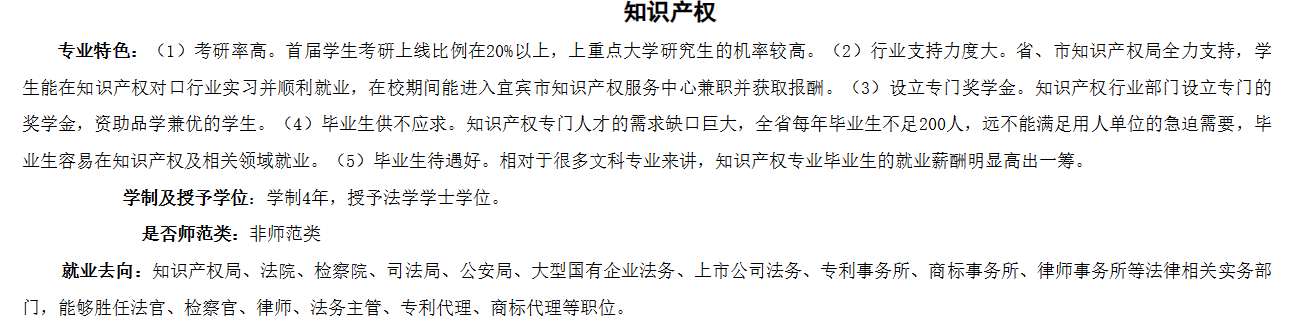 知识产权
专业特色：（1）考研率高。首届学生考研上线比例在20%以上，上重点大学研究生的机率较高。（2）行业支持力度大。省、市知识产权局全力支持，学
生能在知识产权对口行业实习并顺利就业，在校期间能进入宜宾市知识产权服务中心兼职并获取报酬。（3）设立专门奖学金。知识产权行业部门设立专门的
奖学金，资助品学兼优的学生。（4）毕业生供不应求。知识产权专门人才的需求缺口巨大，全省每年毕业生不足200人，远不能满足用人单位的急迫需要，毕
业生容易在知识产权及相关领域就业。（5）毕业生待遇好。相对于很多文科专业来讲，知识产权专业毕业生的就业薪酬明显高出一筹。
学制及授予学位：学制4年，授予法学学士学位。
是否师范类：非师范类
就业去向：知识产权局、法院、检察院、司法局、公安局、大型国有企业法务、上市公司法务、专利事务所、商标事务所、律师事务所等法律相关实务部
门，能够胜任法官、检察官、律师、法务主管、专利代理、商标代理等职位。